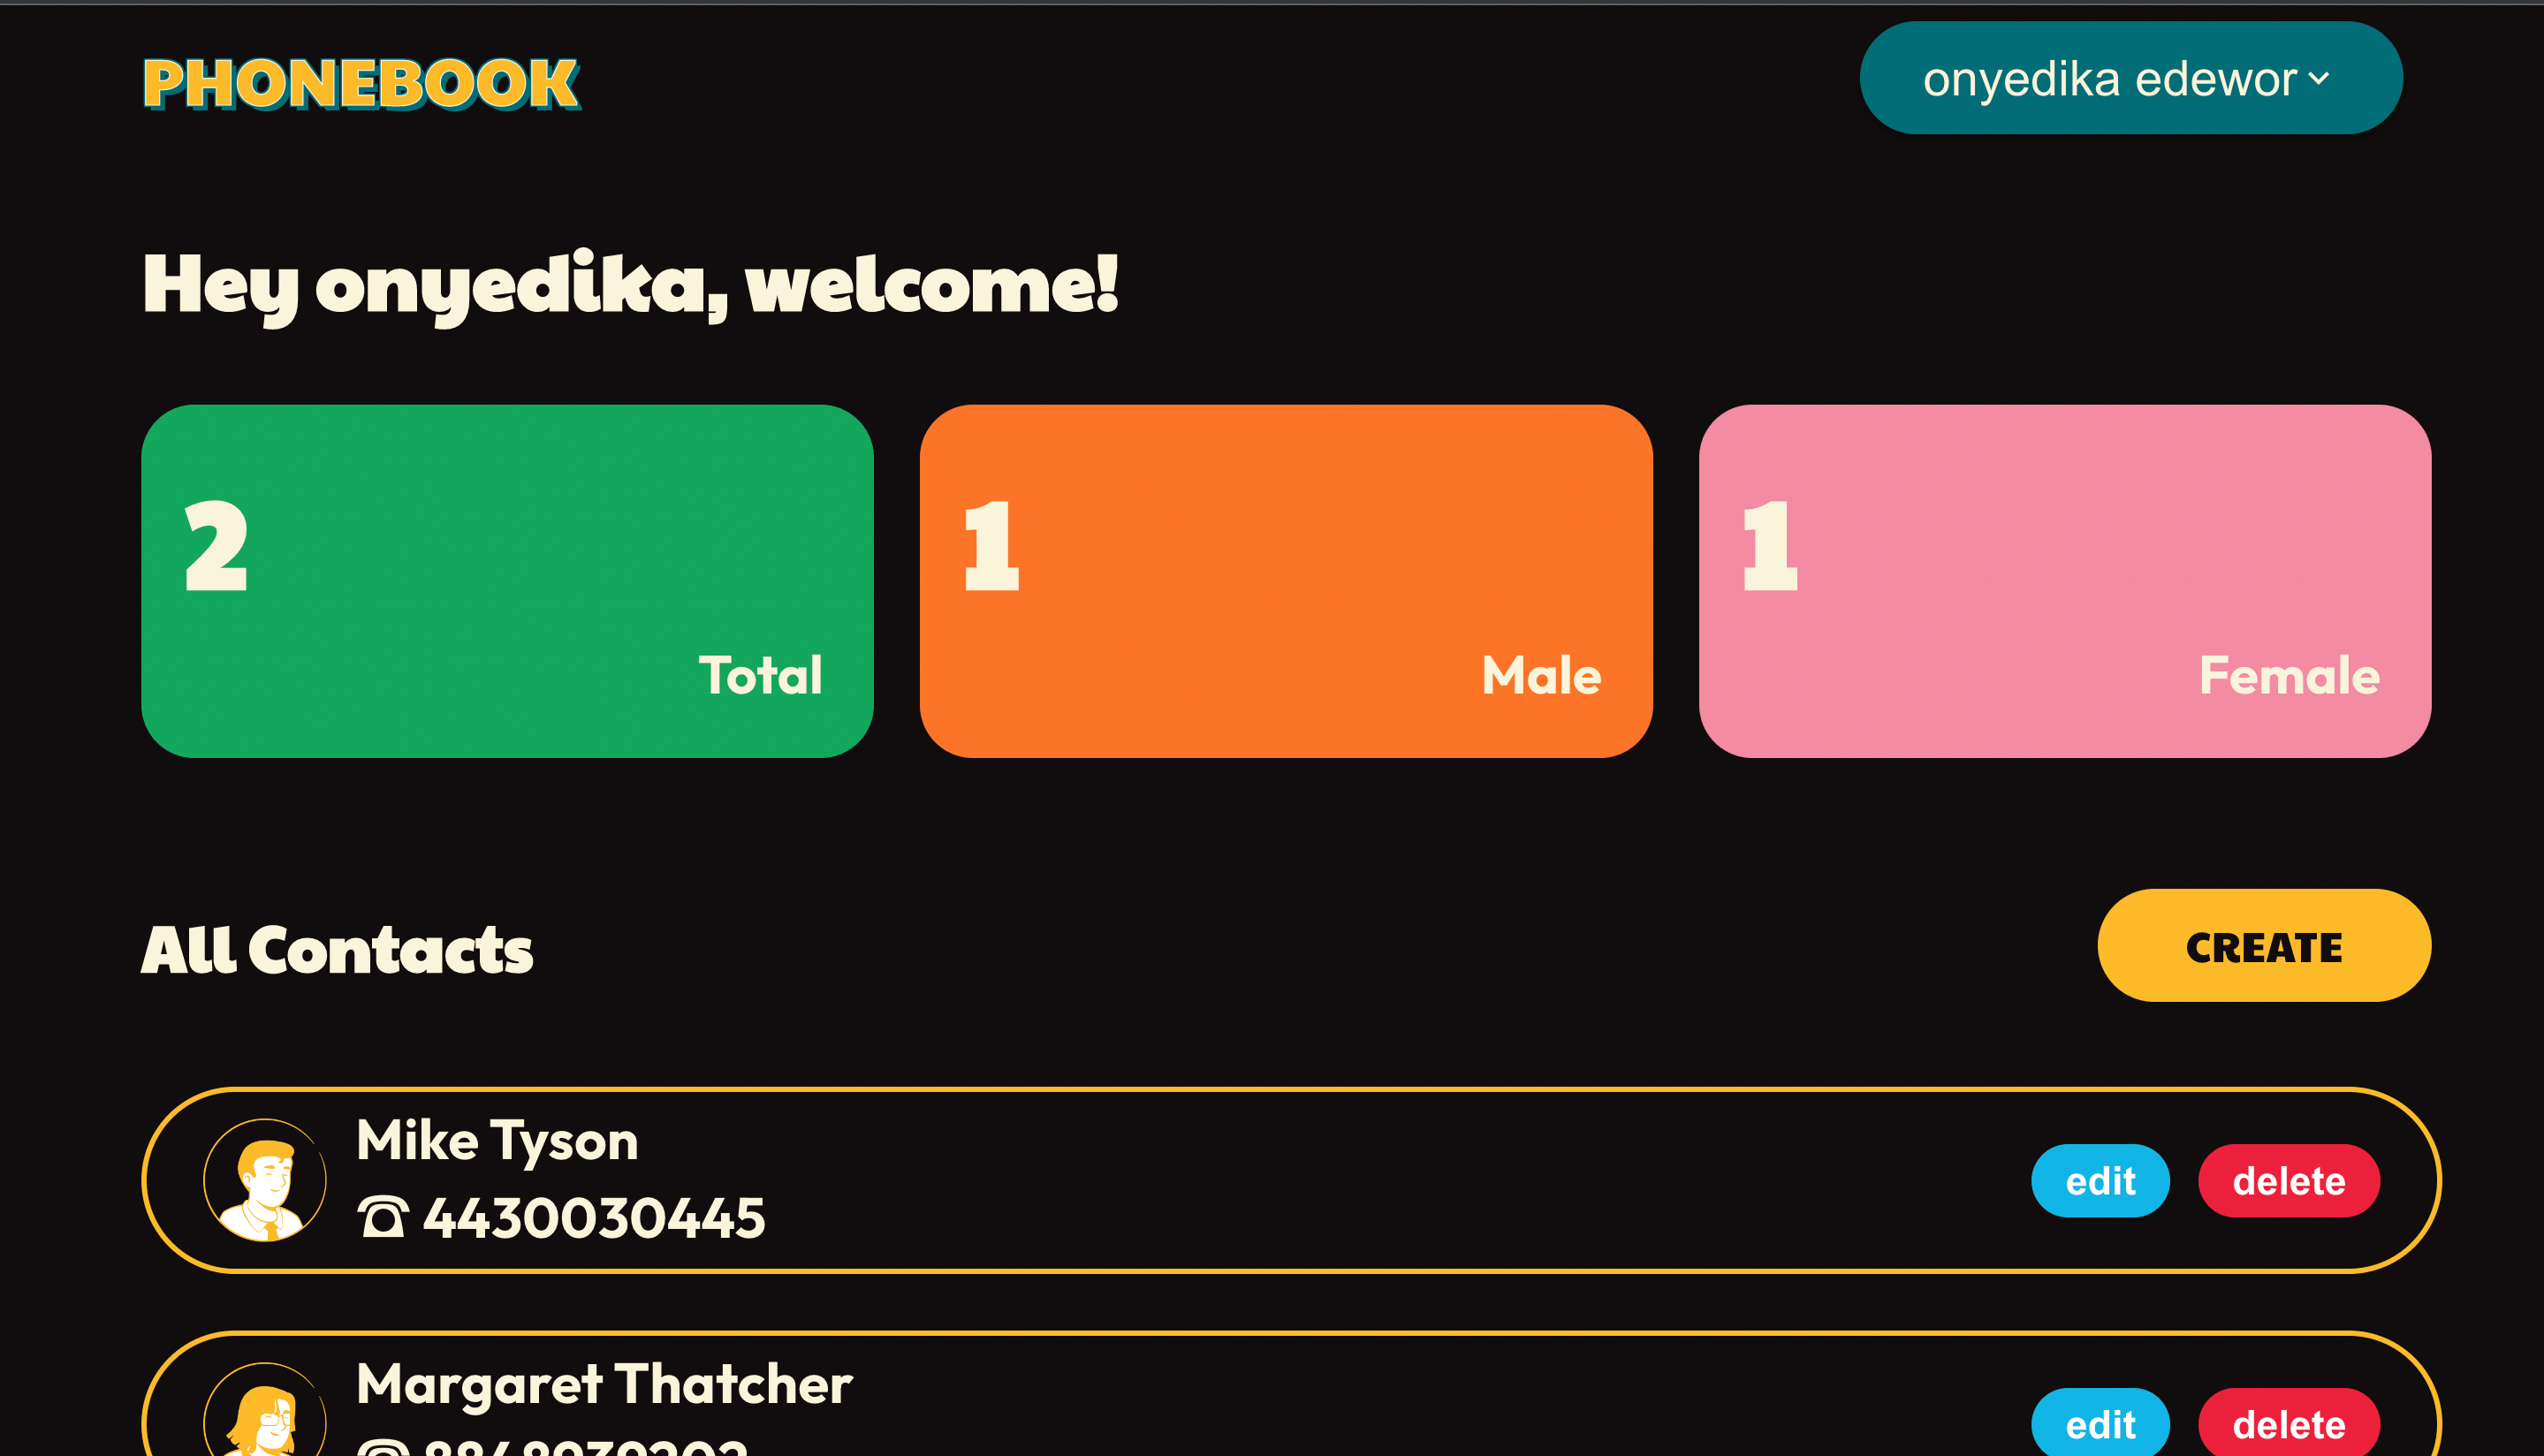 PHONEBOOK
onyedika edewor
Hey onyedika, welcome!
2
Total
1
Male
1
Female
All Contacts
CREATE
Mike Tyson
☎ 4430030445
edit
delete
Margaret Thatcher
edit
delete